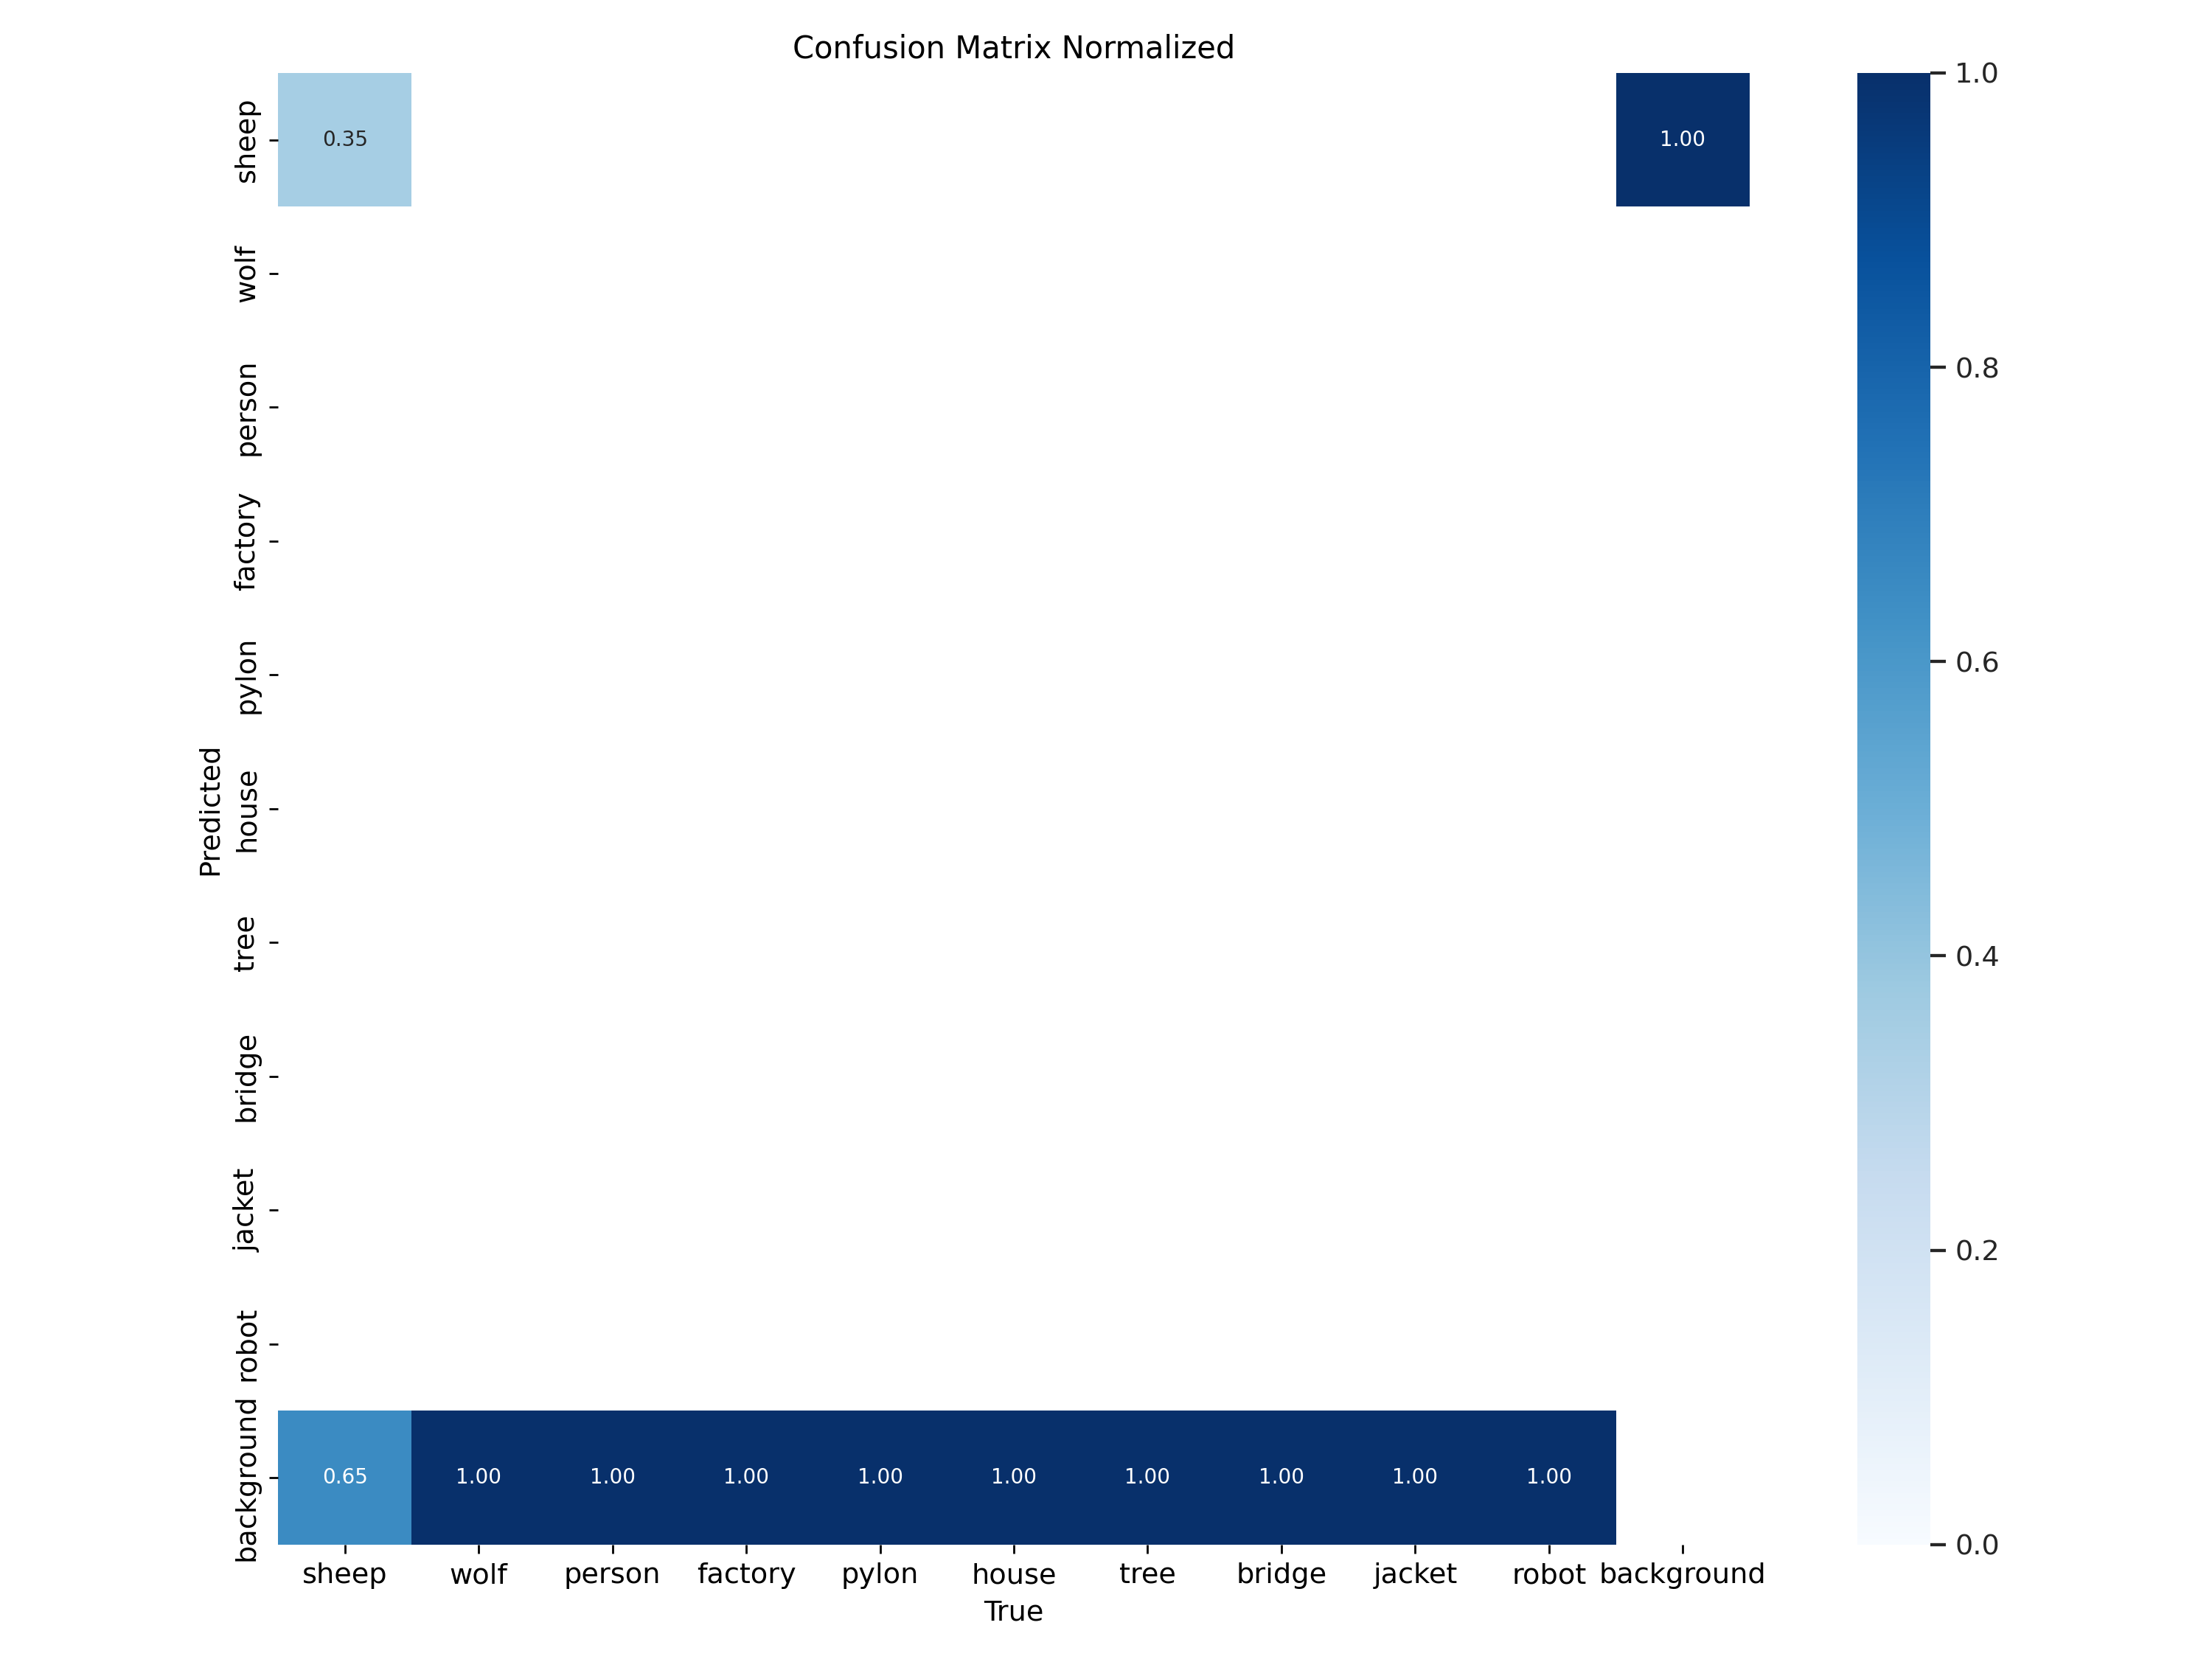 Confusion Matrix Normalized
sheep
0.35
1.00
1.0
wolf
person
0.8
factory
pylon
0.6
Predicted
house
tree
0.4
bridge
jacket
0.2
robot
background
0.65 1.00 1.00 1.00 1.00 1.00 1.00 1.00 1.00 1.00
0.0
sheep wolf person factory pylon house tree bridge jacket robot background
True